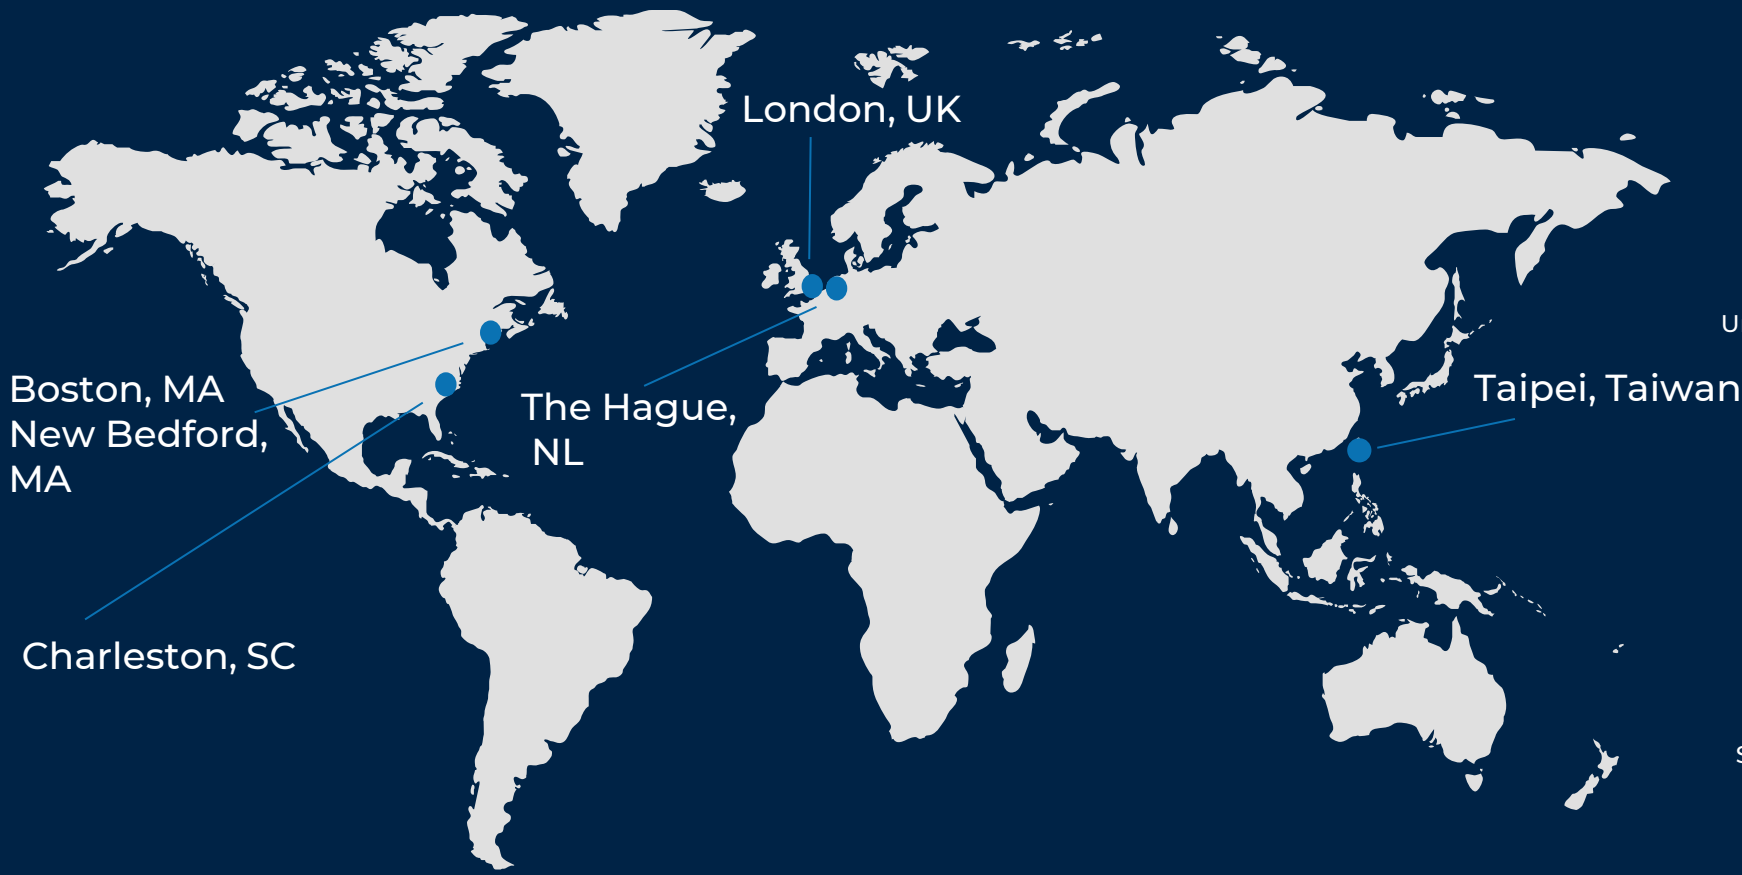 London, UK
Boston, MA
New Bedford,
MA
The Hague,
NL
Taipei, Taiwan
Charleston, SC
U
S